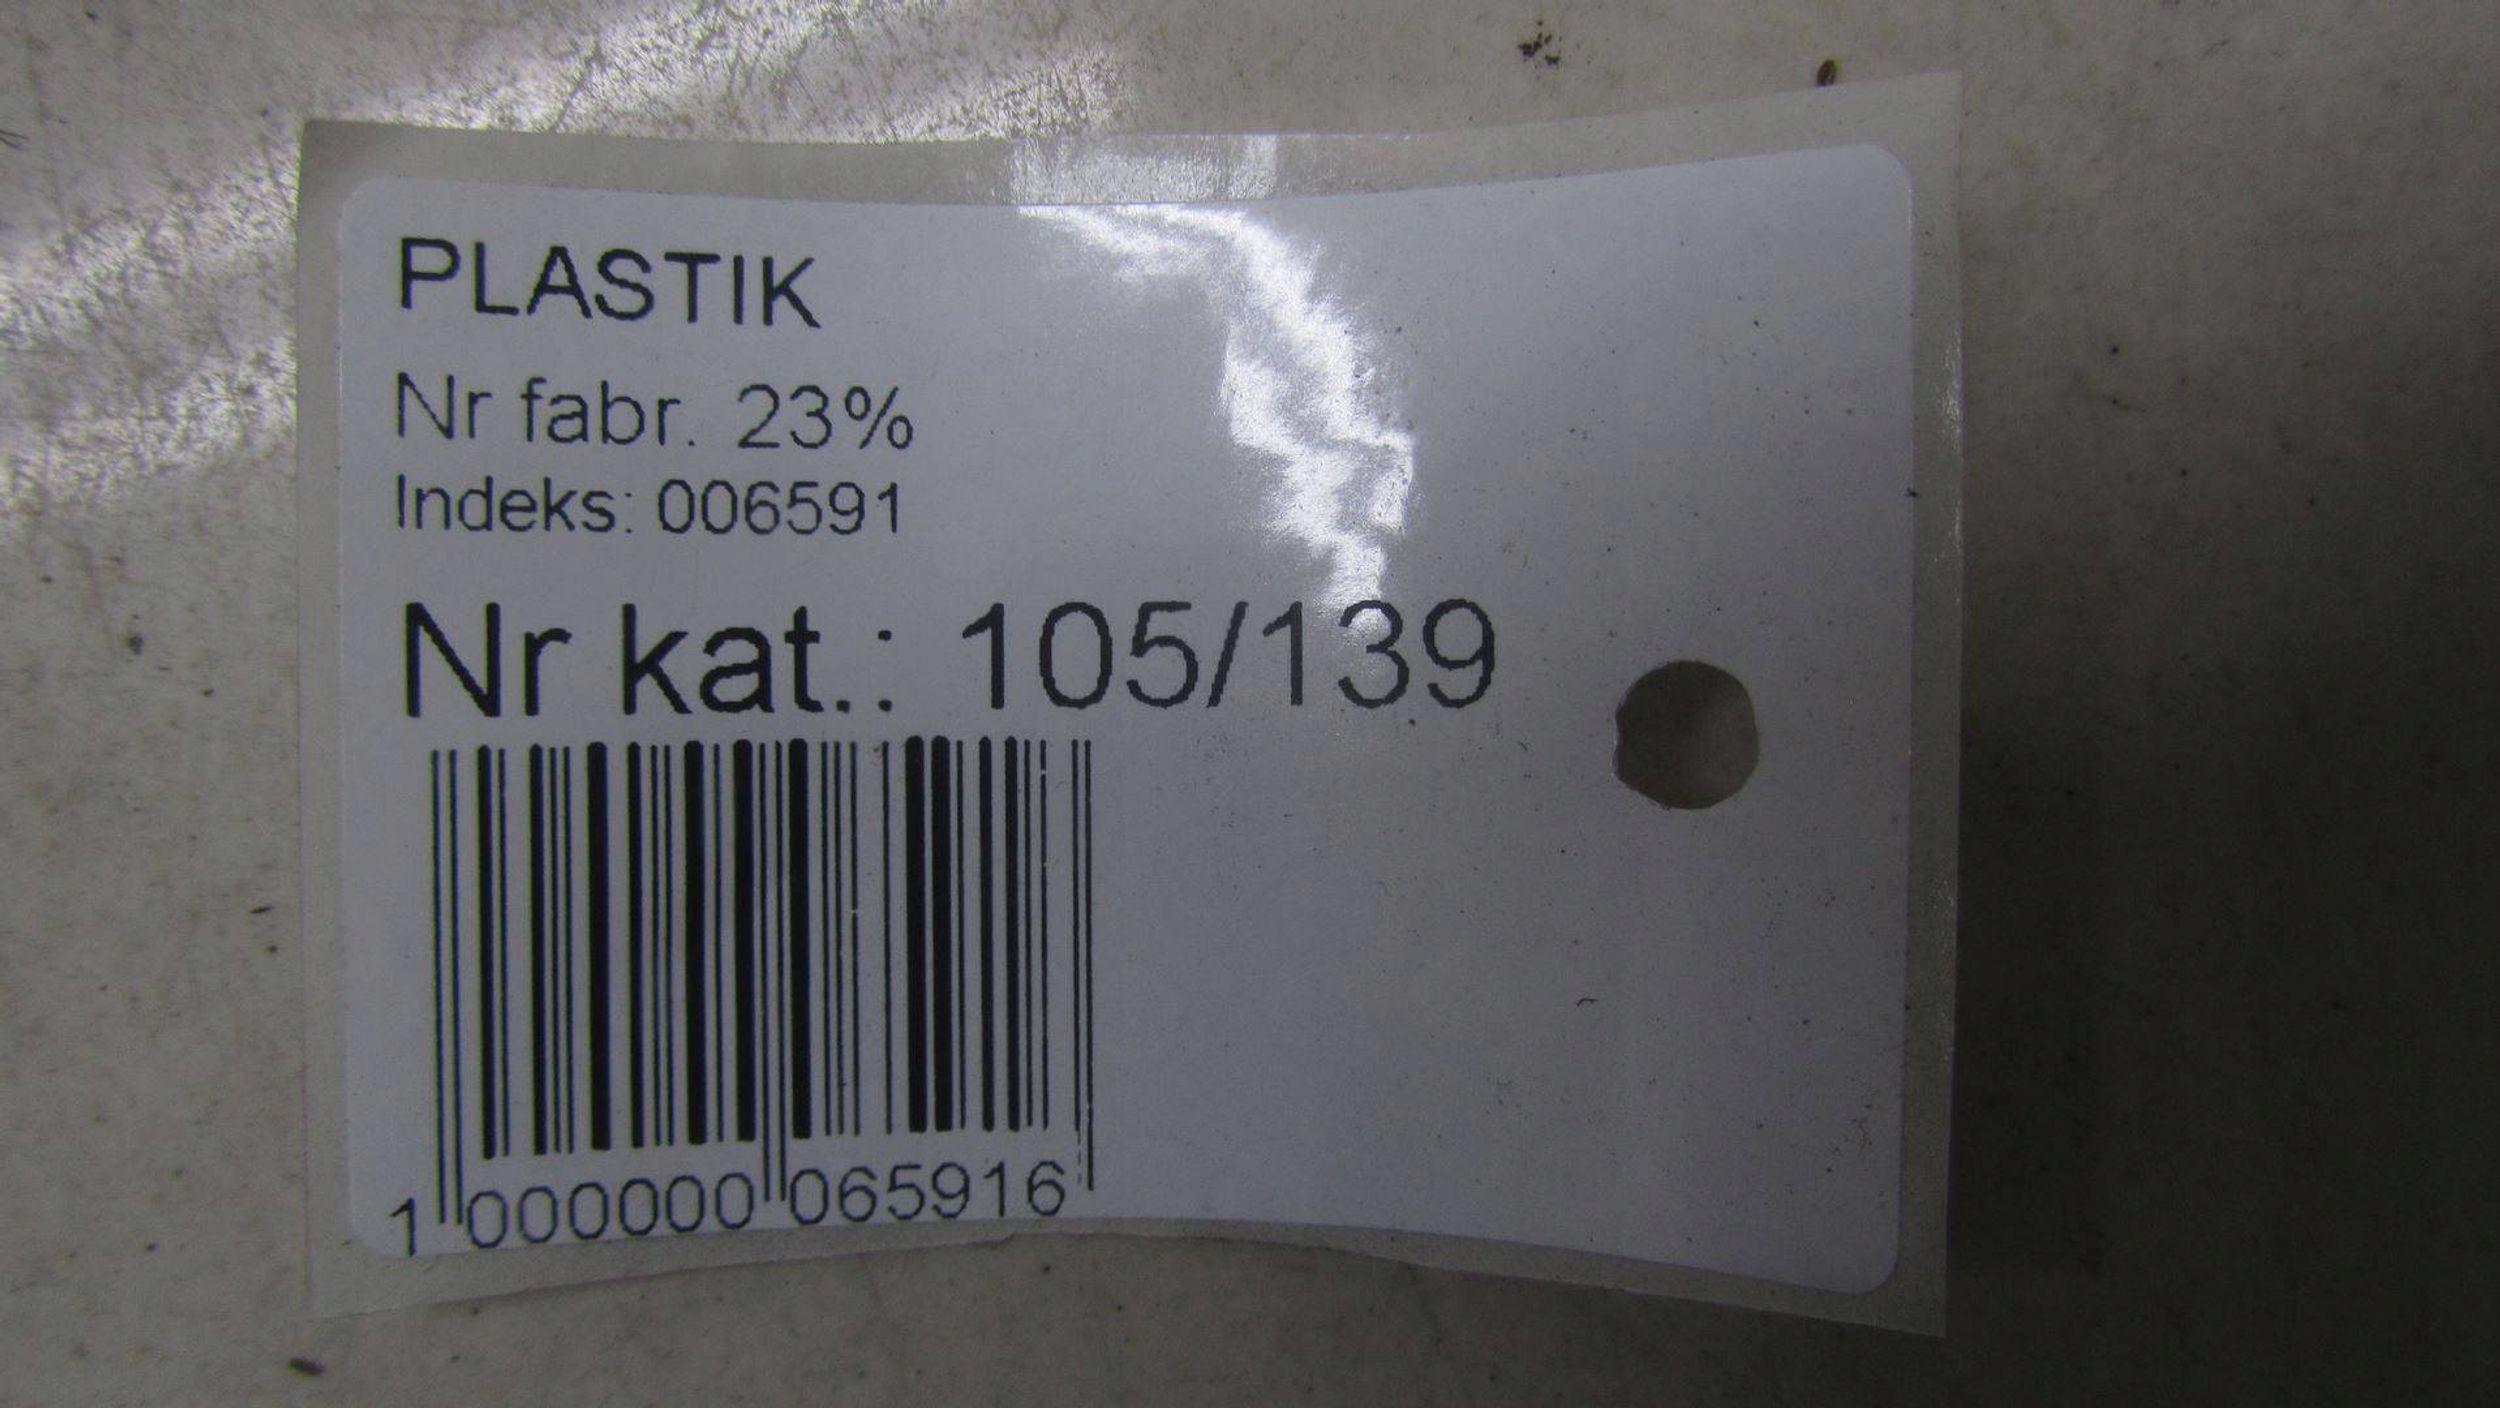 PLASTIK
Nr fabr. 23%
Indeks: 006591
Nr kat.: 105/139
1 000000 065916